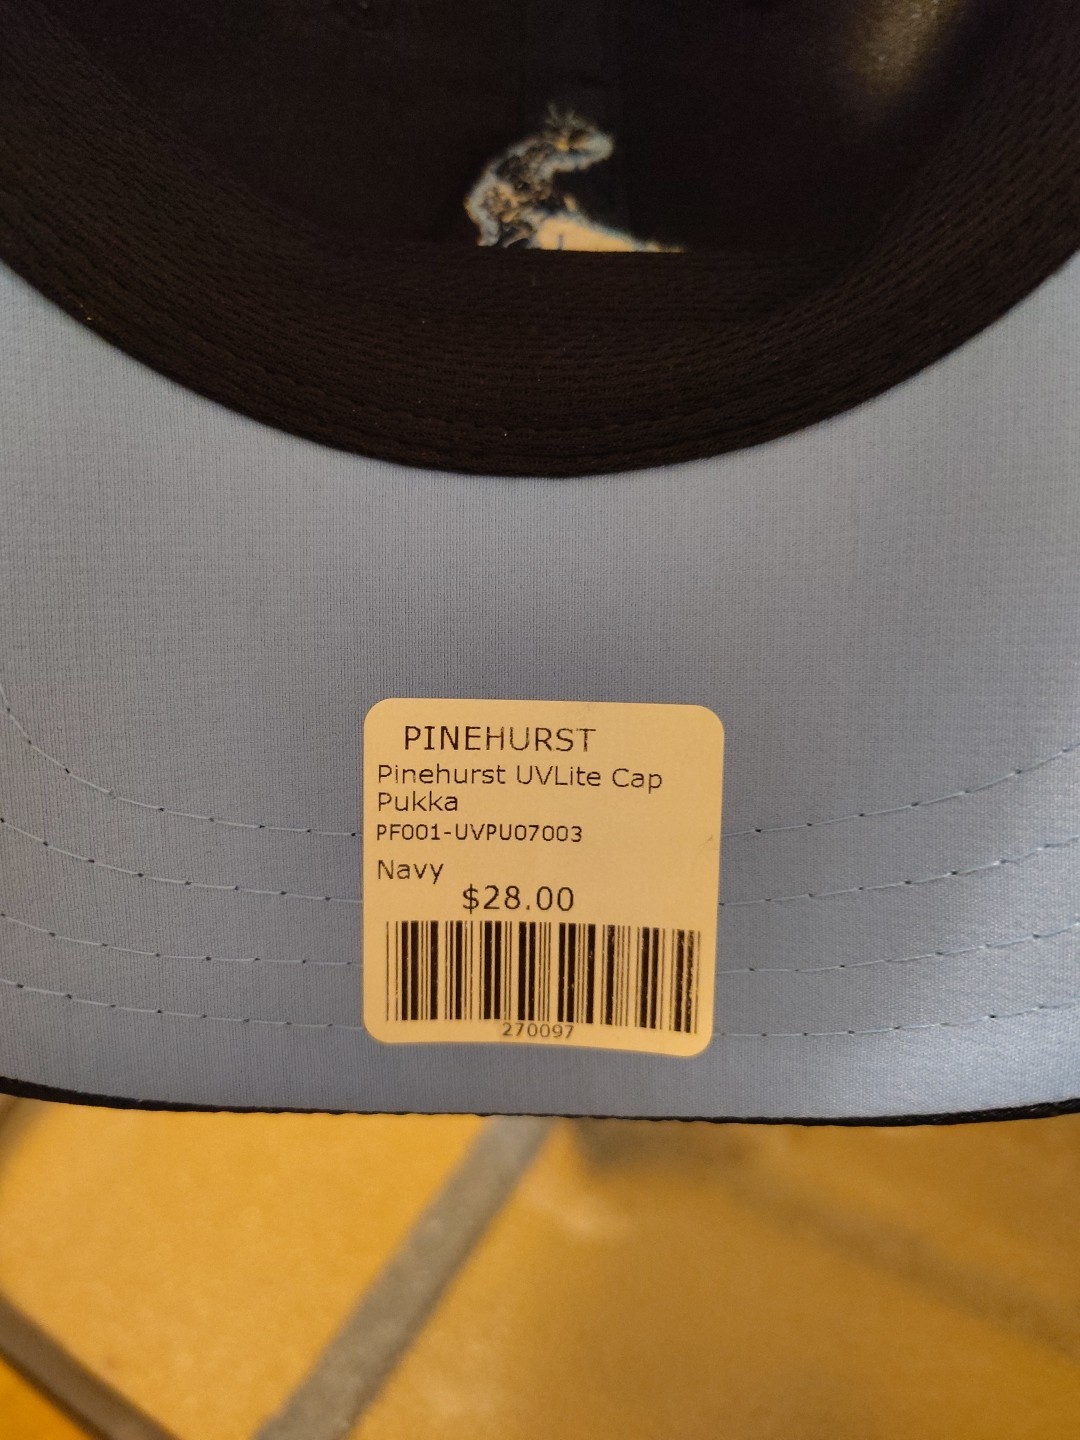 PINEHURST
Pinehurst UVLite Cap
Pukka
PF001-UVPU07003
Navy
$28.00
270097